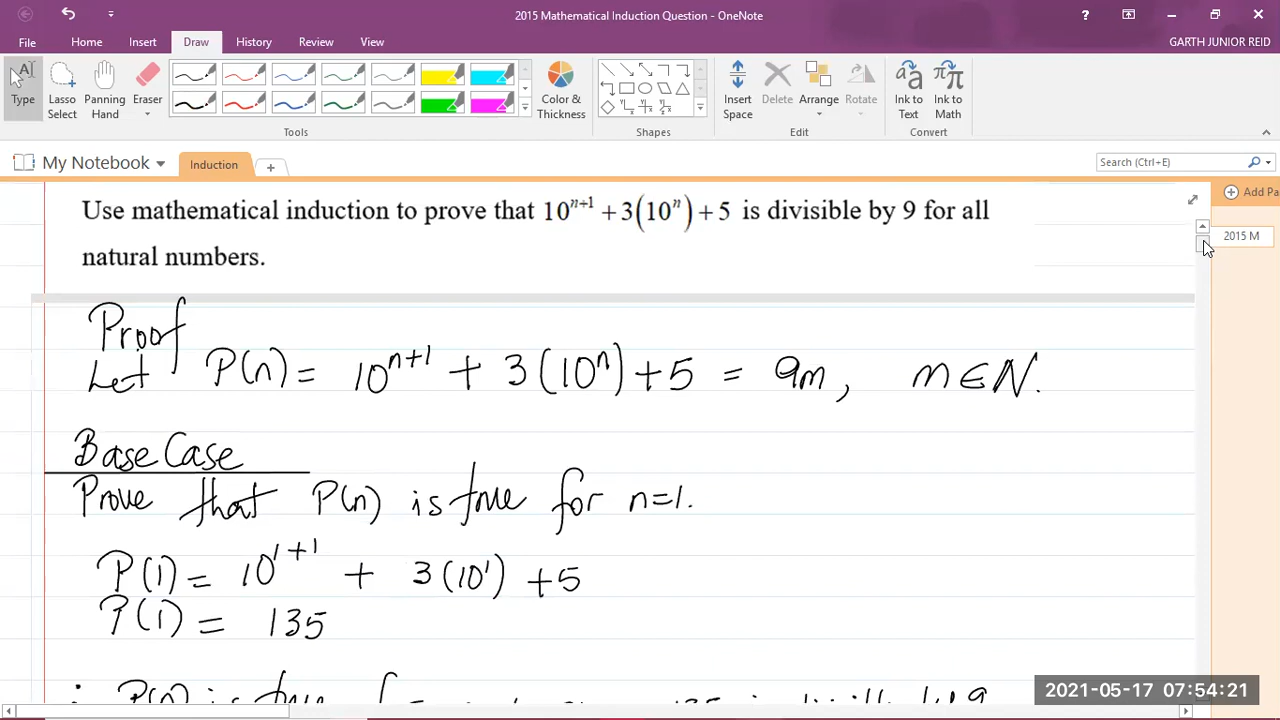 2015 Mathematical Induction Question - OneNote
File Home Insert Draw History Review View GARTH JUNIOR REID
Type Lasso Select Panning Hand Eraser Color & Thickness Insert Space Delete Arrange Rotate Ink to Text Ink to Math
Tools Shapes Edit Convert
My Notebook Induction Search (Ctrl+E)
Add Pa
2015 M
Use mathematical induction to prove that 10^{n+1} + 3(10^n) + 5 is divisible by 9 for all
natural numbers.
Proof
Let P(n) = 10^{n+1} + 3(10^n) + 5 = 9m, m ∈ N.
Base Case
Prove that P(n) is true for n=1.
P(1) = 10^{1+1} + 3(10^1) + 5
P(1) = 135
2021-05-17 07:54:21